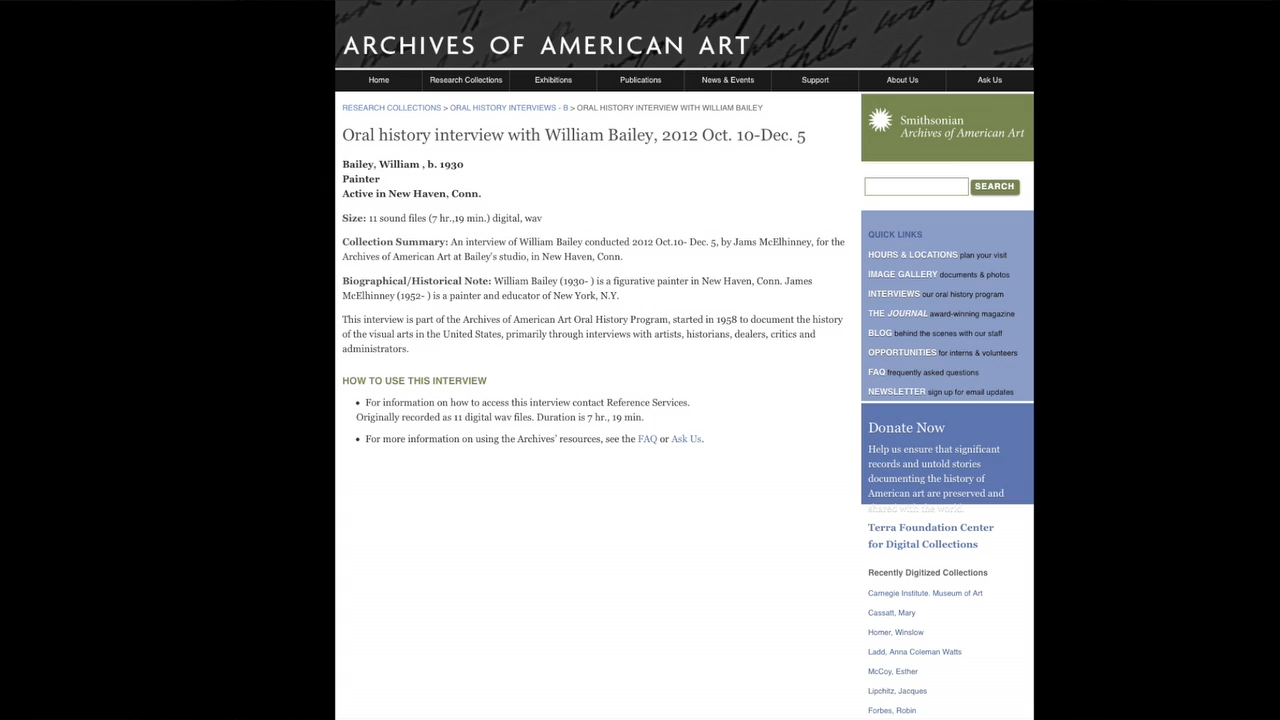 ARCHIVES OF AMERICAN ART
Home Research Collections Exhibitions Publications News & Events Support About Us Ask Us
RESEARCH COLLECTIONS > ORAL HISTORY INTERVIEWS - B > ORAL HISTORY INTERVIEW WITH WILLIAM BAILEY
Oral history interview with William Bailey, 2012 Oct. 10-Dec. 5
Bailey, William , b. 1930
Painter
Active in New Haven, Conn.
Size: 11 sound files (7 hr.,19 min.) digital, wav
Collection Summary: An interview of William Bailey conducted 2012 Oct.10- Dec. 5, by Jams McElhinney, for the
Archives of American Art at Bailey's studio, in New Haven, Conn.
Biographical/Historical Note: William Bailey (1930- ) is a figurative painter in New Haven, Conn. James
McElhinney (1952- ) is a painter and educator of New York, N.Y.
This interview is part of the Archives of American Art Oral History Program, started in 1958 to document the history
of the visual arts in the United States, primarily through interviews with artists, historians, dealers, critics and
administrators.
HOW TO USE THIS INTERVIEW
• For information on how to access this interview contact Reference Services.
Originally recorded as 11 digital wav files. Duration is 7 hr., 19 min.
• For more information on using the Archives' resources, see the FAQ or Ask Us.
Smithsonian
Archives of American Art
SEARCH
QUICK LINKS
HOURS & LOCATIONS plan your visit
IMAGE GALLERY documents & photos
INTERVIEWS our oral history program
THE JOURNAL award-winning magazine
BLOG behind the scenes with our staff
OPPORTUNITIES for interns & volunteers
FAQ frequently asked questions
NEWSLETTER sign up for email updates
Donate Now
Help us ensure that significant
records and untold stories
documenting the history of
American art are preserved and
shared with the world.
Terra Foundation Center
for Digital Collections
Recently Digitized Collections
Carnegie Institute. Museum of Art
Cassatt, Mary
Homer, Winslow
Ladd, Anna Coleman Watts
McCoy, Esther
Lipchitz, Jacques
Forbes, Robin